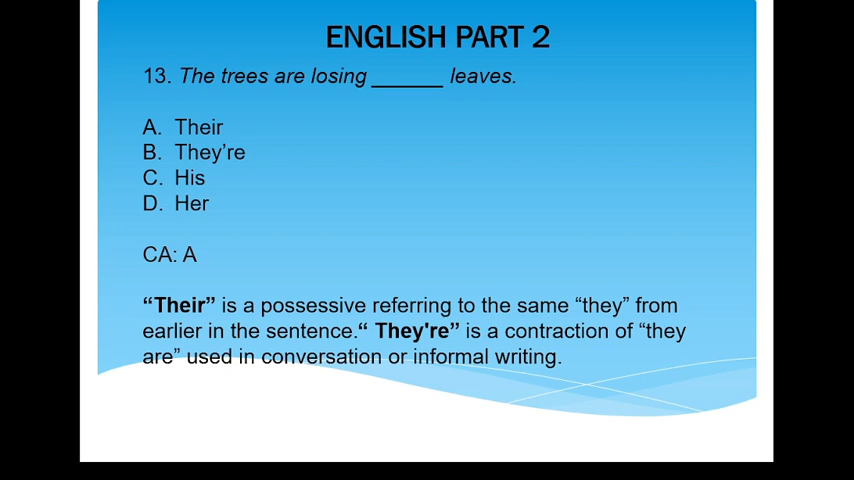 ENGLISH PART 2
13. The trees are losing ______ leaves.
A. Their
B. They’re
C. His
D. Her
CA: A
“Their” is a possessive referring to the same “they” from
earlier in the sentence.“ They're” is a contraction of “they
are” used in conversation or informal writing.